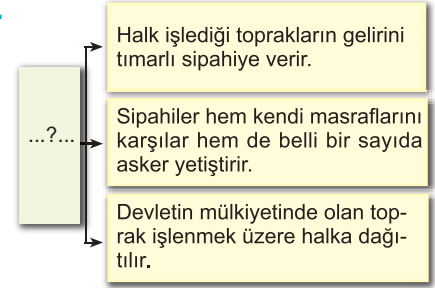 Halk işlediği toprakların gelirini
tımarlı sipahiye verir.
...?...
Sipahiler hem kendi masraflarını
karşılar hem de belli bir sayıda
asker yetiştirir.
Devletin mülkiyetinde olan top-
rak işlenmek üzere halka dağı-
tılır.